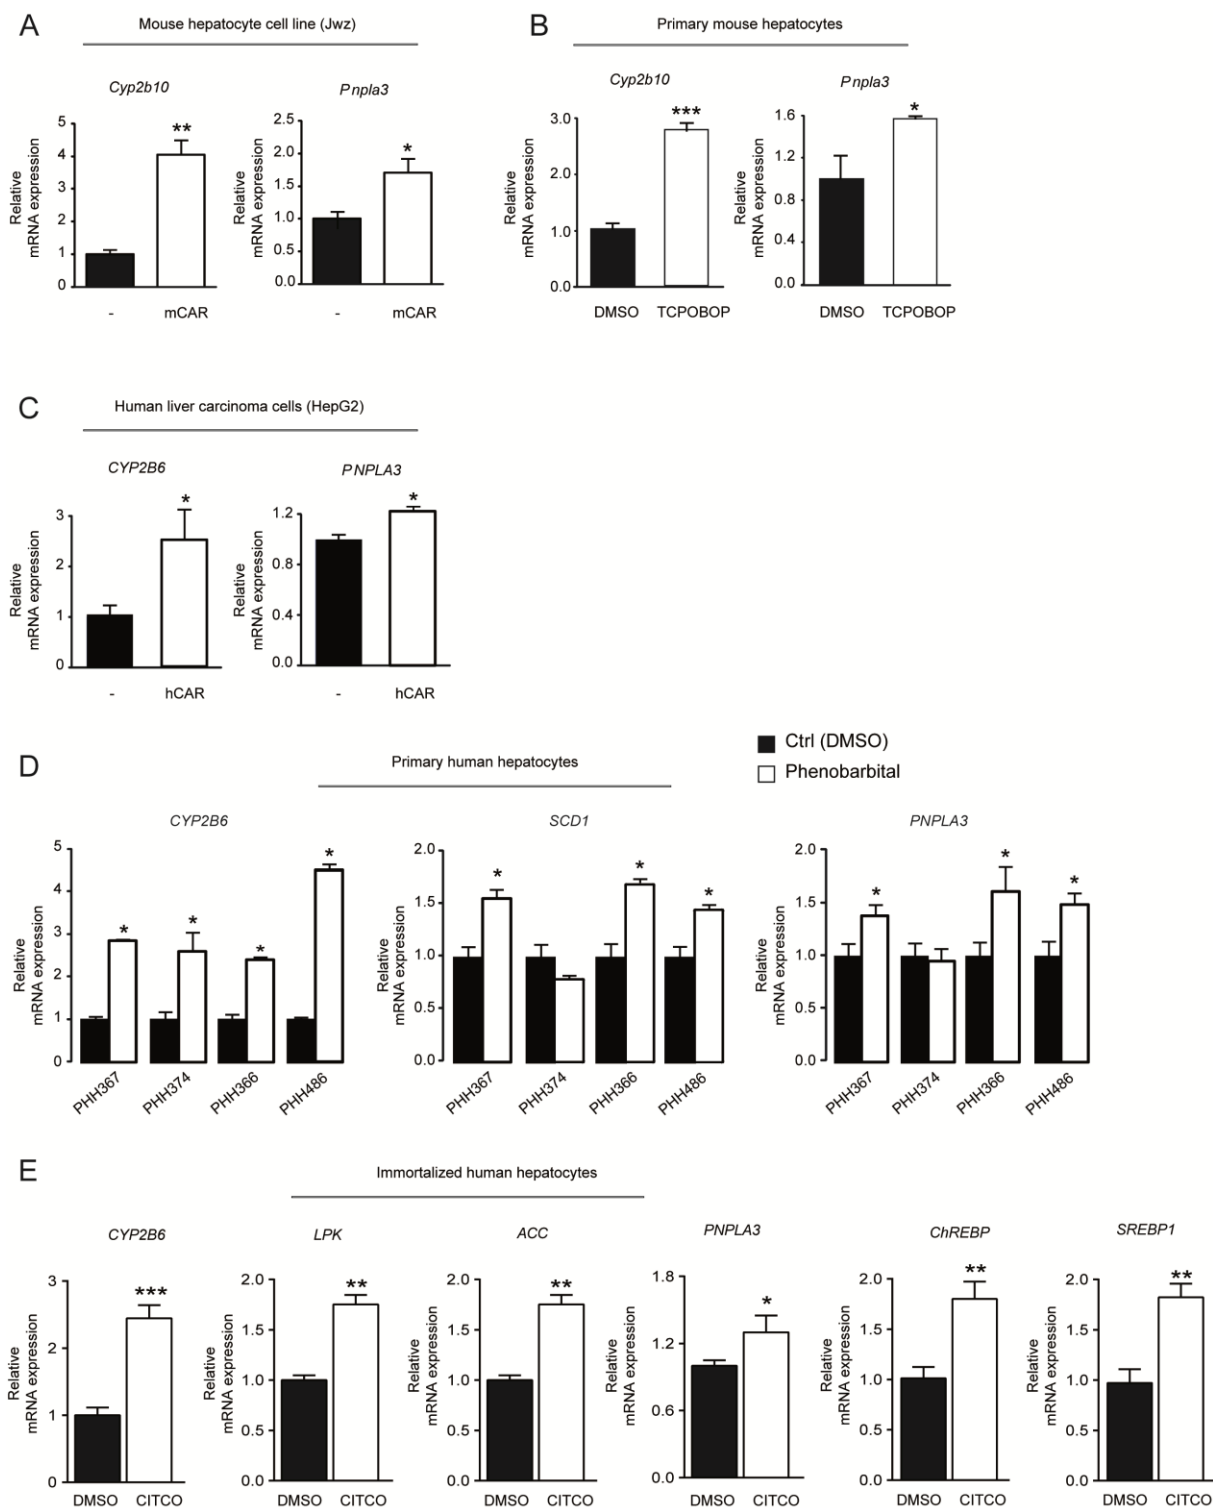 A
Mouse hepatocyte cell line (Jwz)
Cyp2b10
Pnpla3
Relative
mRNA expression
5
4
3
2
1
0
**
-
mCAR
Relative
mRNA expression
2.5
2.0
1.5
1.0
0.5
0.0
*
-
mCAR
B
Primary mouse hepatocytes
Cyp2b10
Pnpla3
Relative
mRNA expression
3.0
2.0
1.0
0.0
***
DMSO
TCPOBOP
Relative
mRNA expression
1.6
1.2
0.8
0.4
0.0
*
DMSO
TCPOBOP
C
Human liver carcinoma cells (HepG2)
CYP2B6
PNPLA3
Relative
mRNA expression
3
2
1
0
*
-
hCAR
Relative
mRNA expression
1.2
0.8
0.4
0.0
*
-
hCAR
D
Primary human hepatocytes
Ctrl (DMSO)
Phenobarbital
CYP2B6
Relative
mRNA expression
5
4
3
2
1
0
*
*
*
*
PHH367
PHH374
PHH366
PHH486
SCD1
Relative
mRNA expression
2.0
1.5
1.0
0.5
0.0
*
*
*
PHH367
PHH374
PHH366
PHH486
PNPLA3
Relative
mRNA expression
2.0
1.5
1.0
0.5
0.0
*
*
*
PHH367
PHH374
PHH366
PHH486
E
Immortalized human hepatocytes
CYP2B6
Relative
mRNA expression
3
2
1
0
***
DMSO
CITCO
LPK
Relative
mRNA expression
2.0
1.5
1.0
0.5
0.0
**
DMSO
CITCO
ACC
Relative
mRNA expression
2.0
1.5
1.0
0.5
0.0
**
DMSO
CITCO
PNPLA3
Relative
mRNA expression
1.8
1.2
0.6
0.0
*
DMSO
CITCO
ChREBP
Relative
mRNA expression
2.0
1.5
1.0
0.5
0.0
**
DMSO
CITCO
SREBP1
Relative
mRNA expression
2.0
1.5
1.0
0.5
0.0
**
DMSO
CITCO